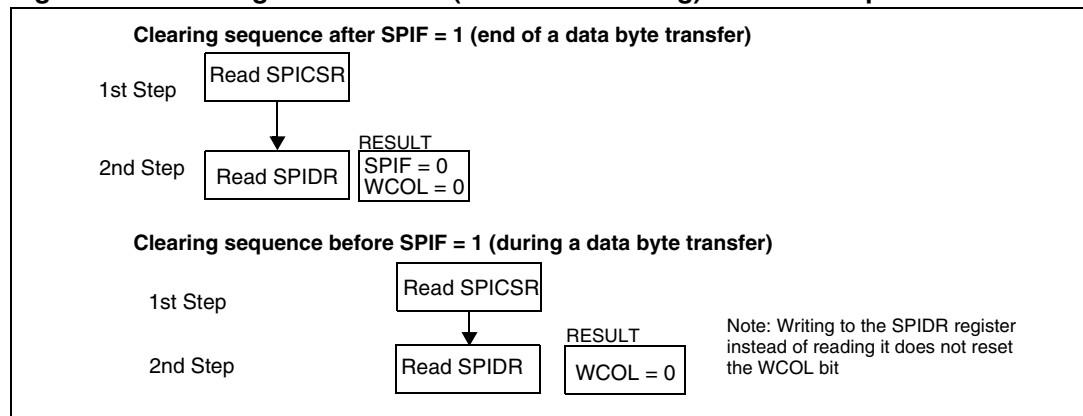 Clearing sequence after SPIF = 1 (end of a data byte transfer)
1st Step
Read SPICSR
2nd Step
Read SPIDR
RESULT
SPIF = 0
WCOL = 0
Clearing sequence before SPIF = 1 (during a data byte transfer)
1st Step
Read SPICSR
2nd Step
Read SPIDR
RESULT
WCOL = 0
Note: Writing to the SPIDR register
instead of reading it does not reset
the WCOL bit